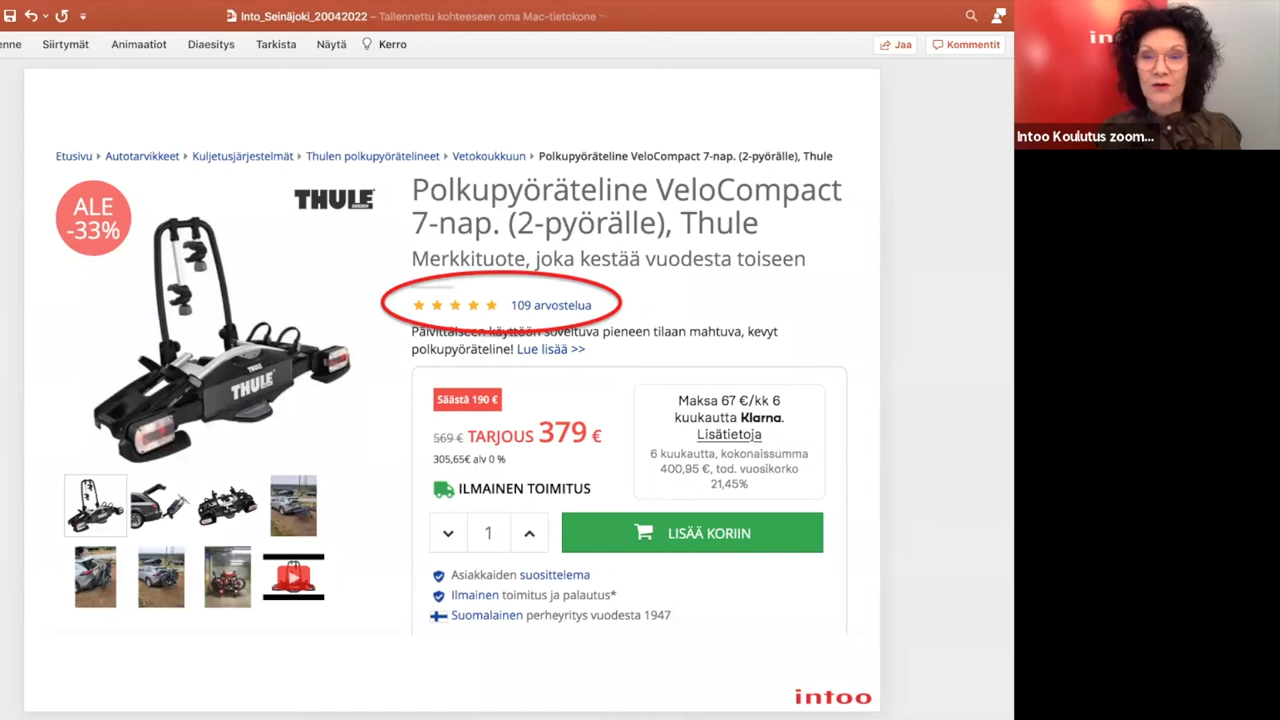 Into_Seinäjoki_20042022 – Tallennettu kohteeseen oma Mac-tietokone
enne Siirtymät Animaatiot Diaesitys Tarkista Näytä Kerro Jaa Kommentit
Intoo Koulutus zoom...
Etusivu Autotarvikkeet Kuljetusjärjestelmät Thulen polkupyörätelineet Vetokoukkuun Polkupyöräteline VeloCompact 7-nap. (2-pyörälle), Thule
ALE
-33%
THULE
SWEDEN
THULE
THULE
Polkupyöräteline VeloCompact
7-nap. (2-pyörälle), Thule
Merkkituote, joka kestää vuodesta toiseen
109 arvostelua
Päivittäiseen käyttöön soveltuva pieneen tilaan mahtuva, kevyt
polkupyöräteline! Lue lisää >>
Säästä 190 €
569 € TARJOUS 379 €
305,65€ alv 0 %
ILMAINEN TOIMITUS
Maksa 67 €/kk 6
kuukautta Klarna.
Lisätietoja
6 kuukautta, kokonaissumma
400,95 €, tod. vuosikorko
21,45%
1
LISÄÄ KORIIN
Asiakkaiden suosittelema
Ilmainen toimitus ja palautus*
Suomalainen perheyritys vuodesta 1947
intoo